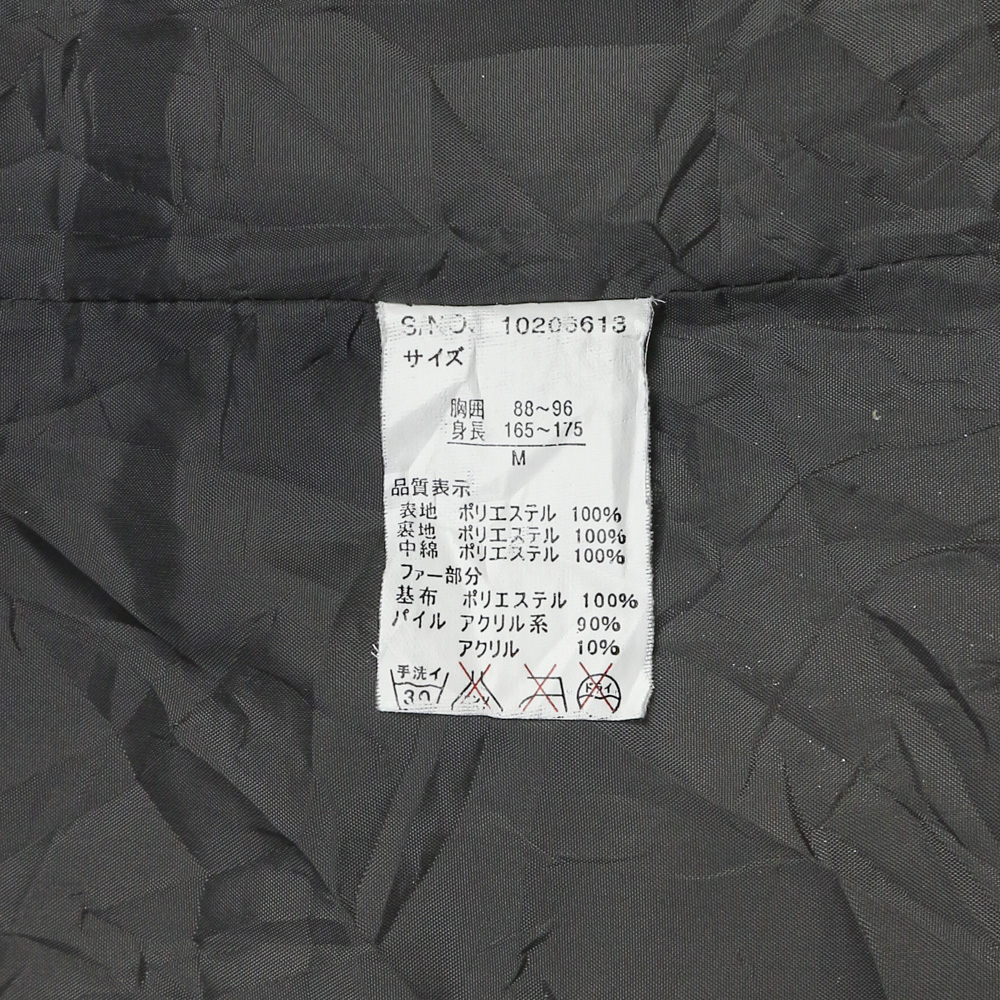 S/NO. 10206613
サイズ
胸囲 88～96
身長 165～175
M
品質表示
表地 ポリエステル 100%
裏地 ポリエステル 100%
中綿 ポリエステル 100%
ファー部分
基布 ポリエステル 100%
パイル アクリル系 90%
アクリル 10%
手洗イ
30
ドライ